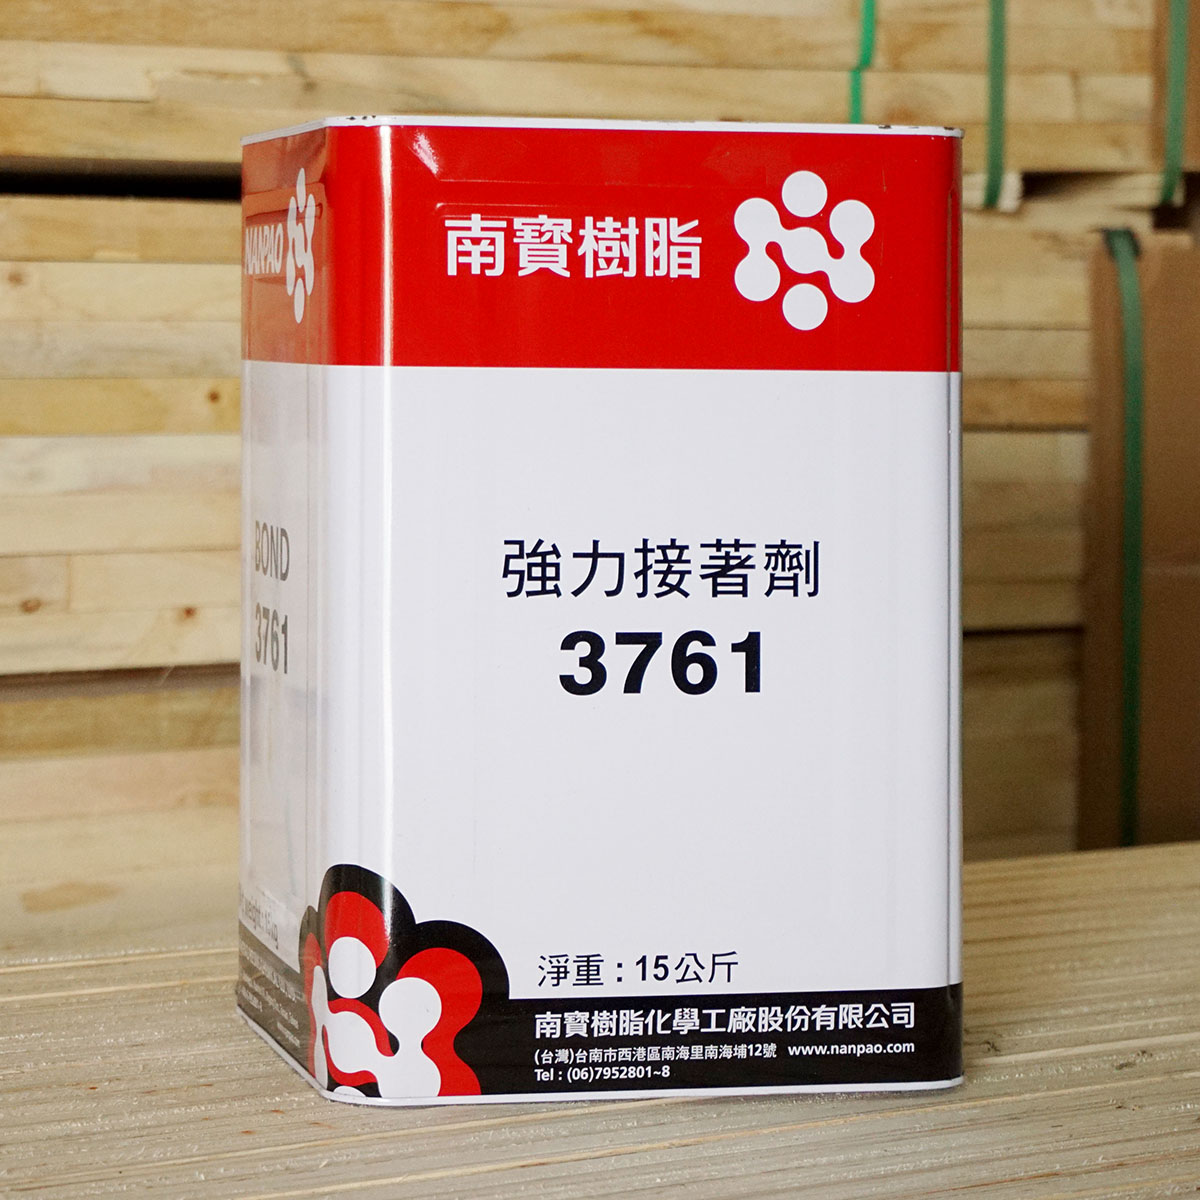 南寶樹脂
NANPAO
強力接著劑
3761
BOND
3761
淨重：15公斤
南寶樹脂化學工廠股份有限公司
(台灣)台南市西港區南海里南海埔12號 www.nanpao.com
Tel : (06)7952801~8